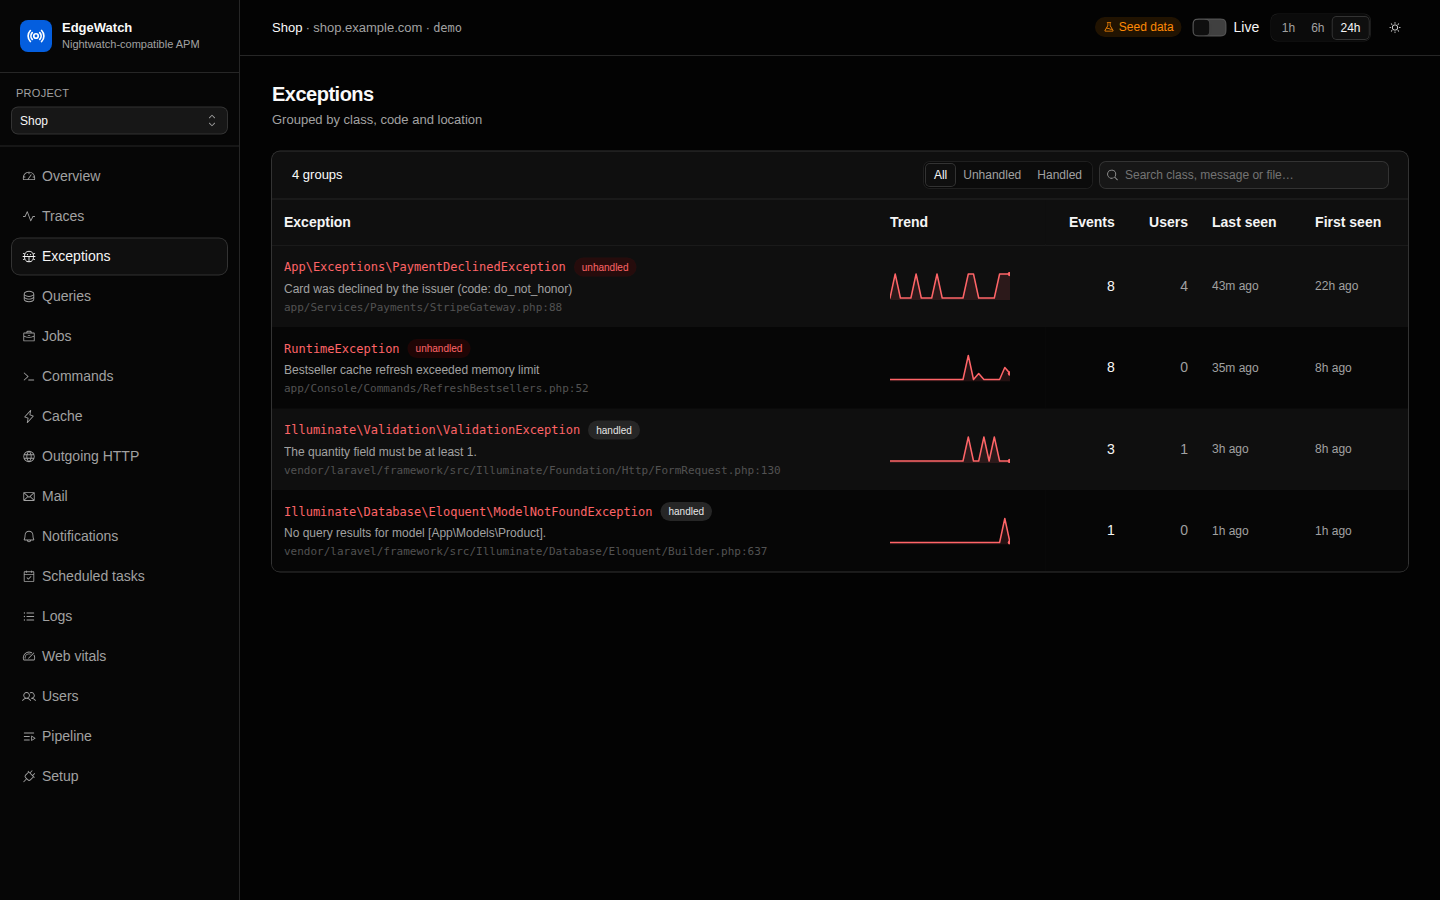 EdgeWatch
Nightwatch-compatible APM
PROJECT
Shop
Overview
Traces
Exceptions
Queries
Jobs
Commands
Cache
Outgoing HTTP
Mail
Notifications
Scheduled tasks
Logs
Web vitals
Users
Pipeline
Setup
Shop · shop.example.com · demo
Seed data
Live
1h 6h 24h
Exceptions
Grouped by class, code and location
4 groups
All Unhandled Handled
Search class, message or file…
Exception Trend Events Users Last seen First seen
App\Exceptions\PaymentDeclinedException unhandled
Card was declined by the issuer (code: do_not_honor)
app/Services/Payments/StripeGateway.php:88
8 4 43m ago 22h ago
RuntimeException unhandled
Bestseller cache refresh exceeded memory limit
app/Console/Commands/RefreshBestsellers.php:52
8 0 35m ago 8h ago
Illuminate\Validation\ValidationException handled
The quantity field must be at least 1.
vendor/laravel/framework/src/Illuminate/Foundation/Http/FormRequest.php:130
3 1 3h ago 8h ago
Illuminate\Database\Eloquent\ModelNotFoundException handled
No query results for model [App\Models\Product].
vendor/laravel/framework/src/Illuminate/Database/Eloquent/Builder.php:637
1 0 1h ago 1h ago